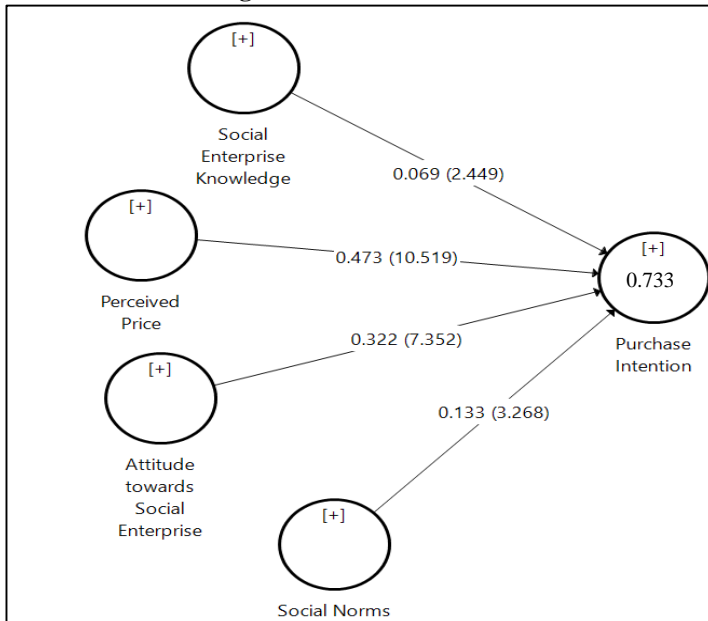 [+]
Social
Enterprise
Knowledge
0.069 (2.449)
[+]
Perceived
Price
0.473 (10.519)
[+]
0.733
Purchase
Intention
[+]
Attitude
towards
Social
Enterprise
0.322 (7.352)
0.133 (3.268)
[+]
Social Norms